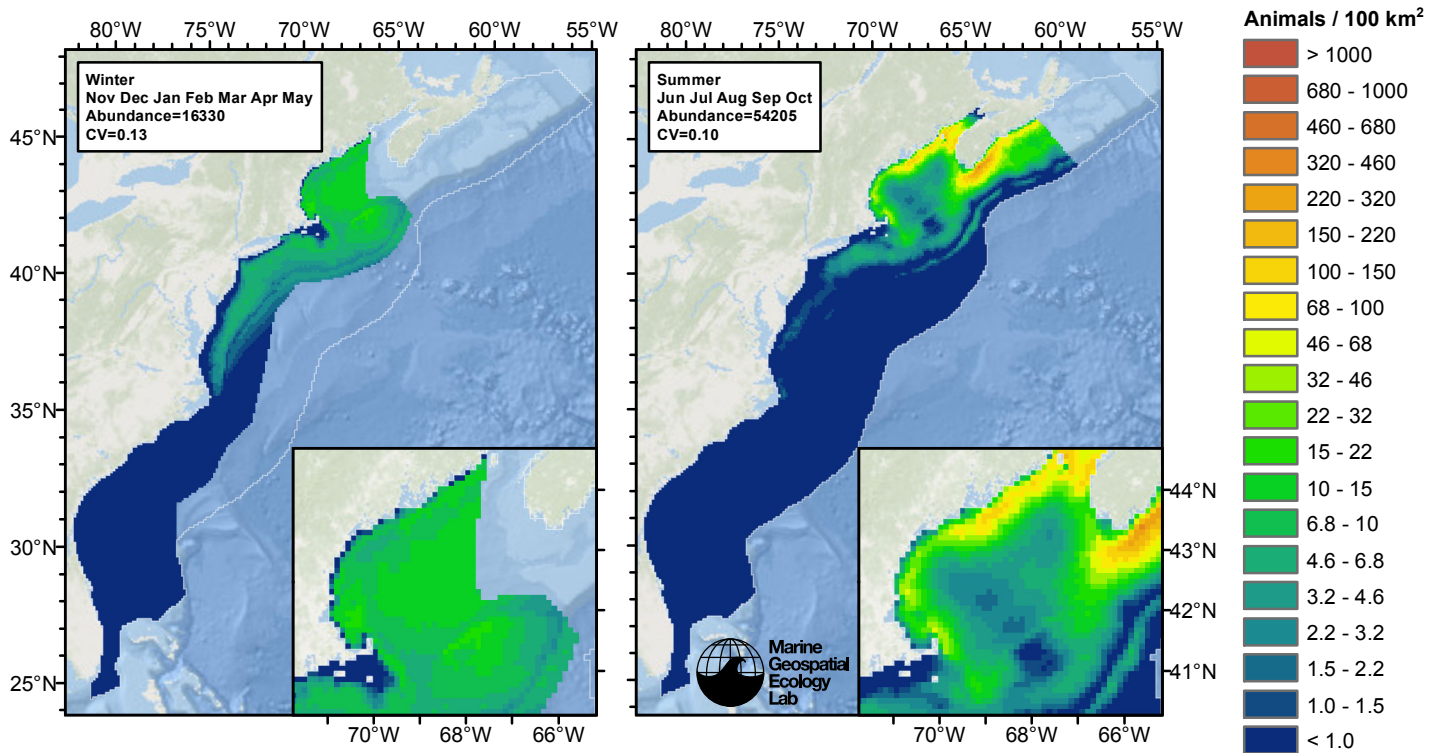 80°W 75°W 70°W 65°W 60°W 55°W
80°W 75°W 70°W 65°W 60°W 55°W
Winter
Nov Dec Jan Feb Mar Apr May
Abundance=16330
CV=0.13
Summer
Jun Jul Aug Sep Oct
Abundance=54205
CV=0.10
45°N
40°N
35°N
30°N
25°N
44°N
43°N
42°N
41°N
Marine
Geospatial
Ecology
Lab
70°W 68°W 66°W
70°W 68°W 66°W
Animals / 100 km²
> 1000
680 - 1000
460 - 680
320 - 460
220 - 320
150 - 220
100 - 150
68 - 100
46 - 68
32 - 46
22 - 32
15 - 22
10 - 15
6.8 - 10
4.6 - 6.8
3.2 - 4.6
2.2 - 3.2
1.5 - 2.2
1.0 - 1.5
< 1.0